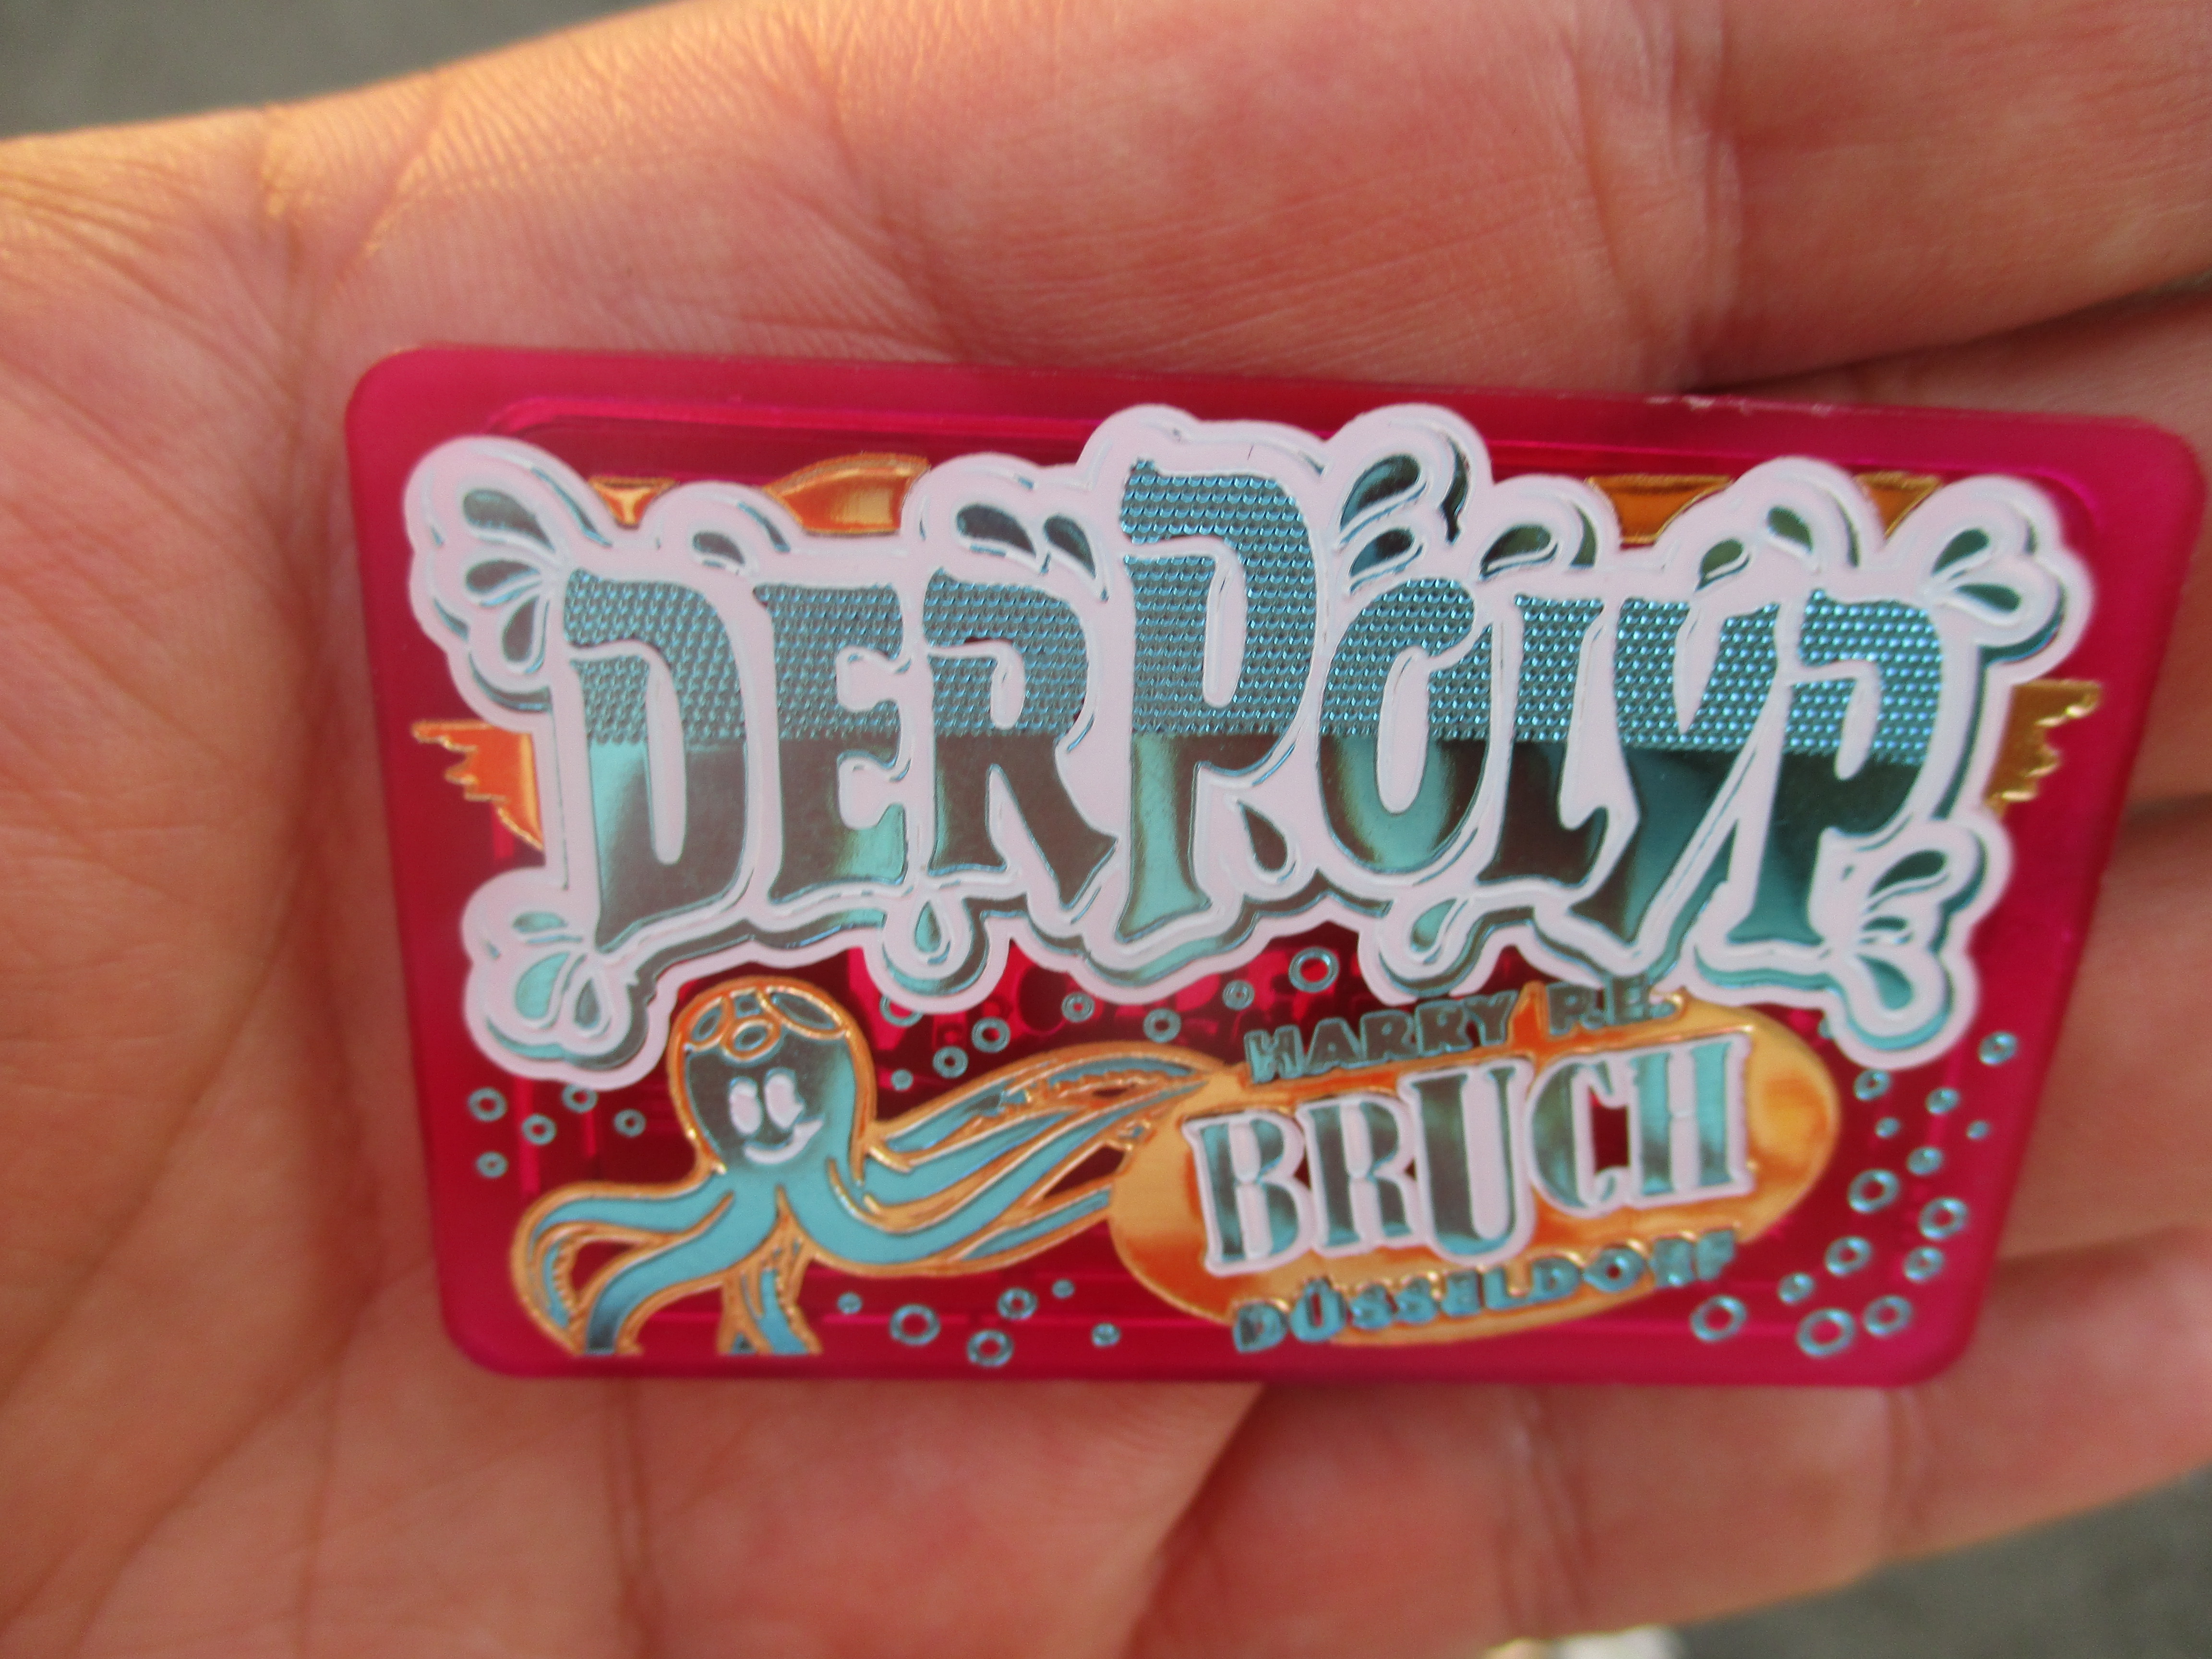 DER POLYP
HARRY P.E.
BRUCH
DÜSSELDORF